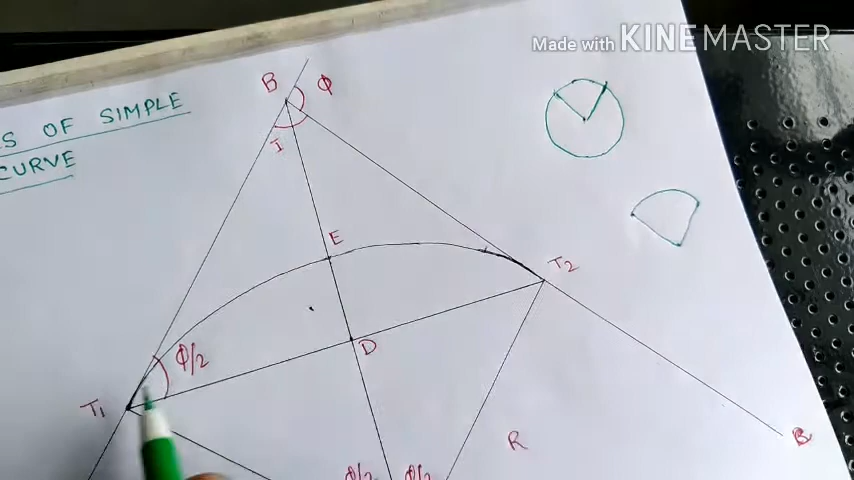 Made with KINEMASTER
S OF SIMPLE
CURVE
B
ϕ
I
E
T2
ϕ/2
D
T1
R
B
ϕ/2 ϕ/2